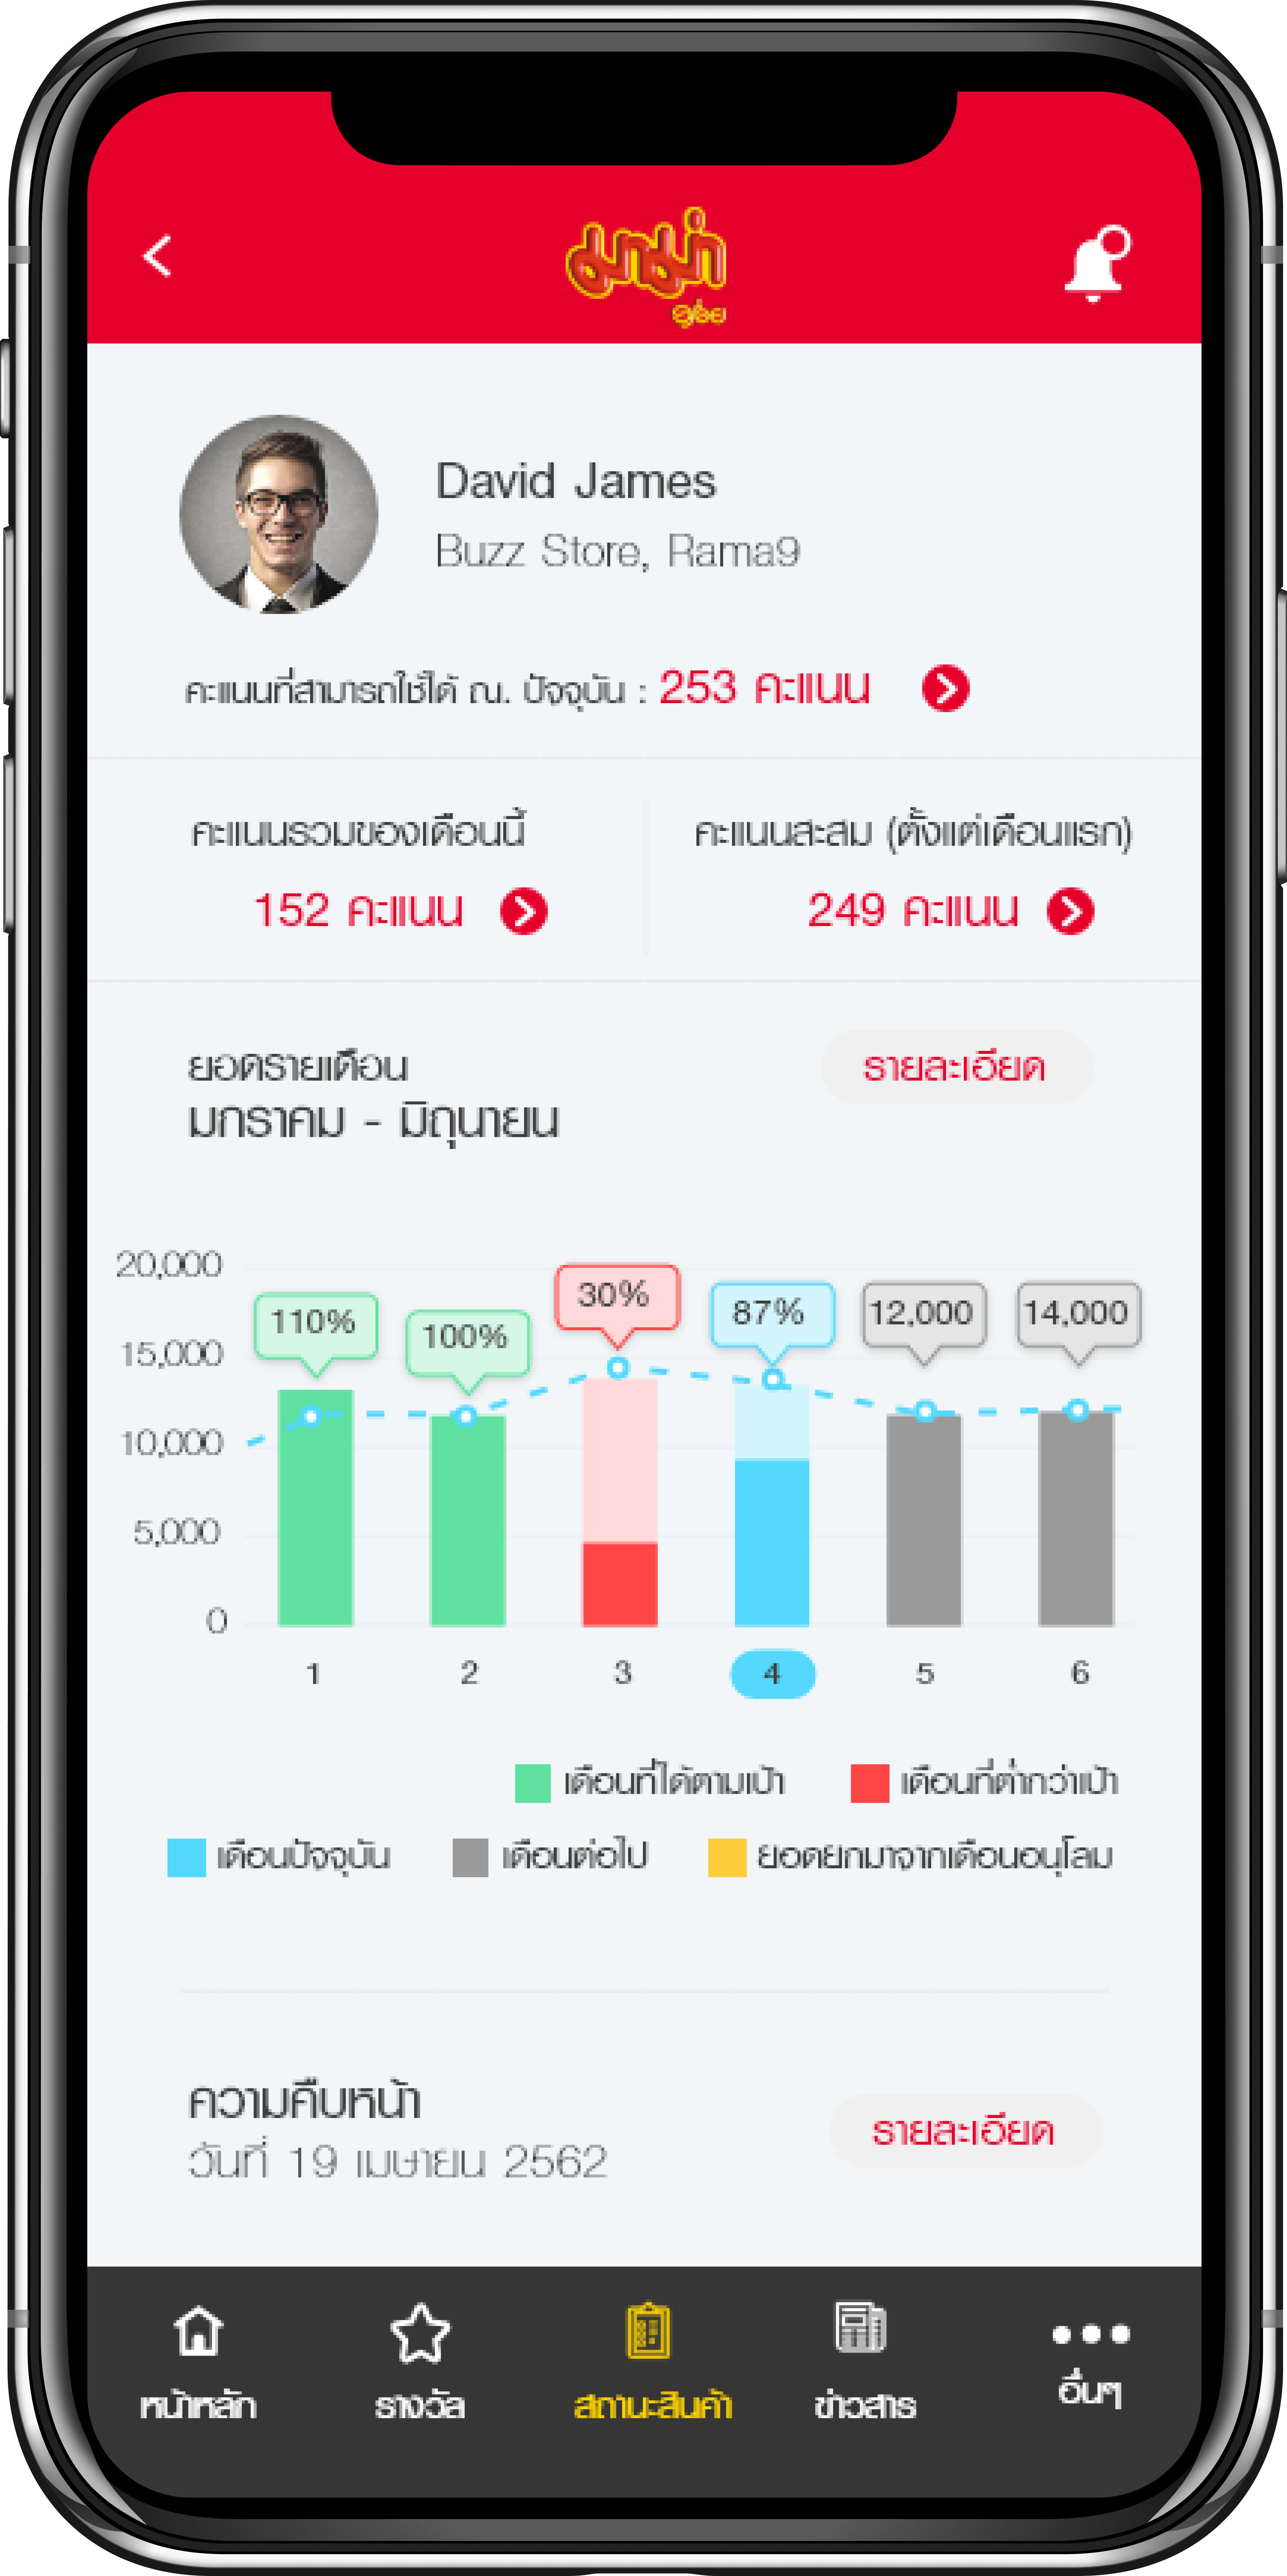 มาม่า
คู่ซี้
David James
Buzz Store, Rama9
คะแนนที่สามารถใช้ได้ ณ. ปัจจุบัน : 253 คะแนน
คะแนนรวมของเดือนนี้
คะแนนสะสม (ตั้งแต่เดือนแรก)
152 คะแนน
249 คะแนน
ยอดรายเดือน
รายละเอียด
มกราคม - มิถุนายน
20,000
15,000
10,000
5,000
0
110%
100%
30%
87%
12,000
14,000
1 2 3 4 5 6
เดือนที่ได้ตามเป้า
เดือนที่ต่ำกว่าเป้า
เดือนปัจจุบัน
เดือนต่อไป
ยอดยกมาจากเดือนอนุโลม
ความคืบหน้า
รายละเอียด
วันที่ 19 เมษายน 2562
หน้าหลัก
รางวัล
สถานะสินค้า
ข่าวสาร
อื่นๆ